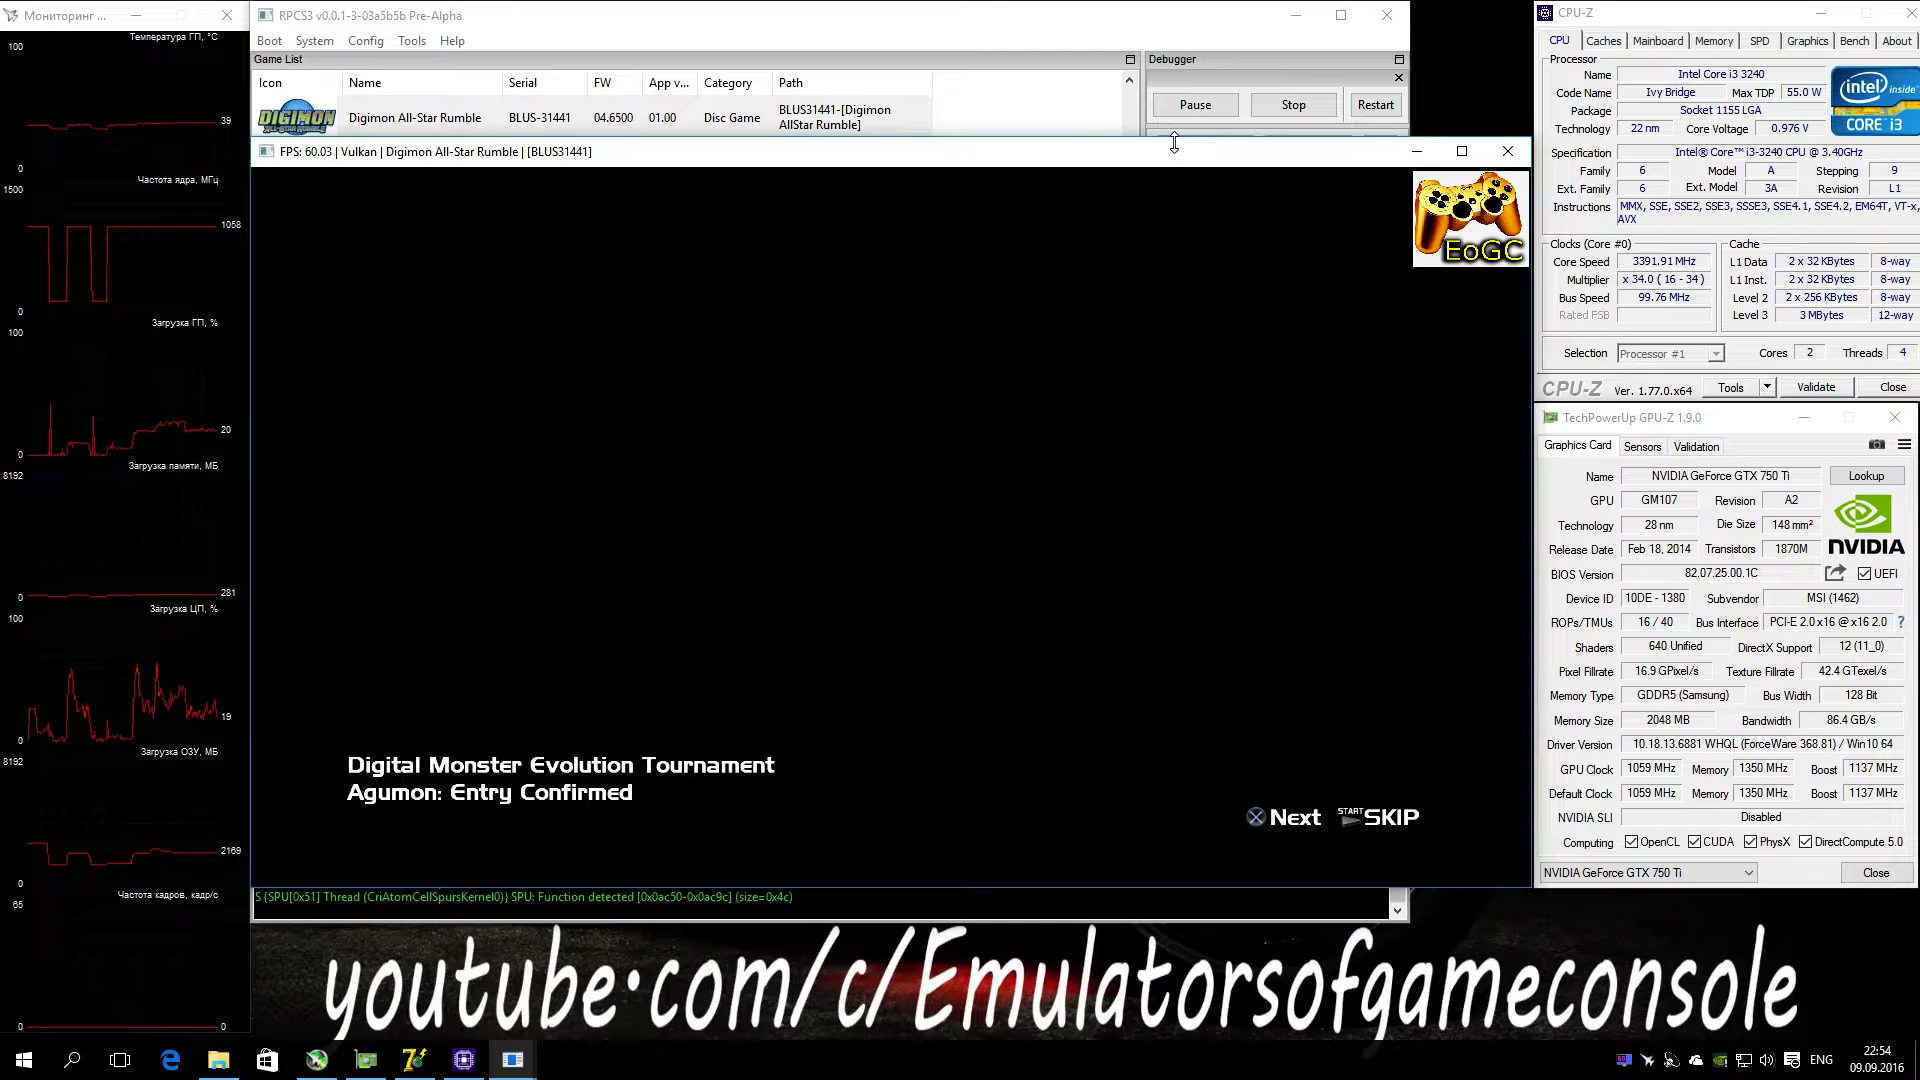 Мониторинг ...
Температура ГП, °C
100
39
0
Частота ядра, МГц
1500
1058
0
Загрузка ГП, %
100
20
0
Загрузка памяти, МБ
8192
281
0
Загрузка ЦП, %
100
19
0
Загрузка ОЗУ, МБ
8192
2169
0
Частота кадров, кадр/с
65
0
0
RPCS3 v0.0.1-3-03a5b5b Pre-Alpha
Boot System Config Tools Help
Game List
Icon Name Serial FW App v... Category Path
DIGIMON Digimon All-Star Rumble BLUS-31441 04.6500 01.00 Disc Game BLUS31441-[Digimon
AllStar Rumble]
Debugger
Pause Stop Restart
FPS: 60.03 | Vulkan | Digimon All-Star Rumble | [BLUS31441]
EoGC
Digital Monster Evolution Tournament
Agumon: Entry Confirmed
Next START SKIP
S {SPU[0x51] Thread (CriAtomCellSpursKernel0)} SPU: Function detected [0x0ac50-0x0ac9c] (size=0x4c)
youtube.com/c/Emulatorsofgameconsole
CPU-Z
CPU Caches Mainboard Memory SPD Graphics Bench About
Processor
Name Intel Core i3 3240
Code Name Ivy Bridge Max TDP 55.0 W
Package Socket 1155 LGA
Technology 22 nm Core Voltage 0.976 V
intel inside
CORE i3
Specification Intel® Core™ i3-3240 CPU @ 3.40GHz
Family 6 Model A Stepping 9
Ext. Family 6 Ext. Model 3A Revision L1
Instructions MMX, SSE, SSE2, SSE3, SSSE3, SSE4.1, SSE4.2, EM64T, VT-x,
AVX
Clocks (Core #0)
Core Speed 3391.91 MHz
Multiplier x 34.0 ( 16 - 34 )
Bus Speed 99.76 MHz
Rated FSB
Cache
L1 Data 2 x 32 KBytes 8-way
L1 Inst. 2 x 32 KBytes 8-way
Level 2 2 x 256 KBytes 8-way
Level 3 3 MBytes 12-way
Selection Processor #1 Cores 2 Threads 4
CPU-Z Ver. 1.77.0.x64 Tools Validate Close
TechPowerUp GPU-Z 1.9.0
Graphics Card Sensors Validation
Name NVIDIA GeForce GTX 750 Ti Lookup
GPU GM107 Revision A2
Technology 28 nm Die Size 148 mm²
Release Date Feb 18, 2014 Transistors 1870M
NVIDIA
BIOS Version 82.07.25.00.1C UEFI
Device ID 10DE - 1380 Subvendor MSI (1462)
ROPs/TMUs 16 / 40 Bus Interface PCI-E 2.0 x16 @ x16 2.0 ?
Shaders 640 Unified DirectX Support 12 (11_0)
Pixel Fillrate 16.9 GPixel/s Texture Fillrate 42.4 GTexel/s
Memory Type GDDR5 (Samsung) Bus Width 128 Bit
Memory Size 2048 MB Bandwidth 86.4 GB/s
Driver Version 10.18.13.6881 WHQL (ForceWare 368.81) / Win10 64
GPU Clock 1059 MHz Memory 1350 MHz Boost 1137 MHz
Default Clock 1059 MHz Memory 1350 MHz Boost 1137 MHz
NVIDIA SLI Disabled
Computing OpenCL CUDA PhysX DirectCompute 5.0
NVIDIA GeForce GTX 750 Ti Close
ENG
22:54
09.09.2016